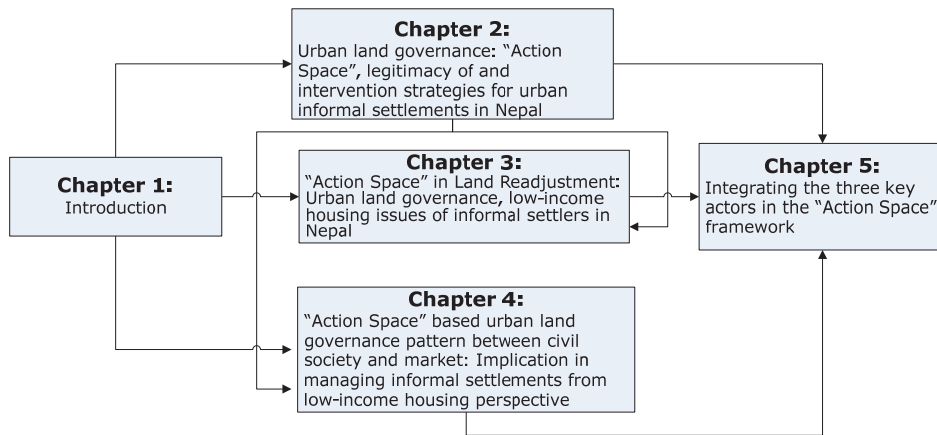 Chapter 2:
Urban land governance: “Action
Space”, legitimacy of and
intervention strategies for urban
informal settlements in Nepal
Chapter 1:
Introduction
Chapter 3:
“Action Space” in Land Readjustment:
Urban land governance, low-income
housing issues of informal settlers in
Nepal
Chapter 5:
Integrating the three key
actors in the “Action Space”
framework
Chapter 4:
“Action Space” based urban land
governance pattern between civil
society and market: Implication in
managing informal settlements from
low-income housing perspective